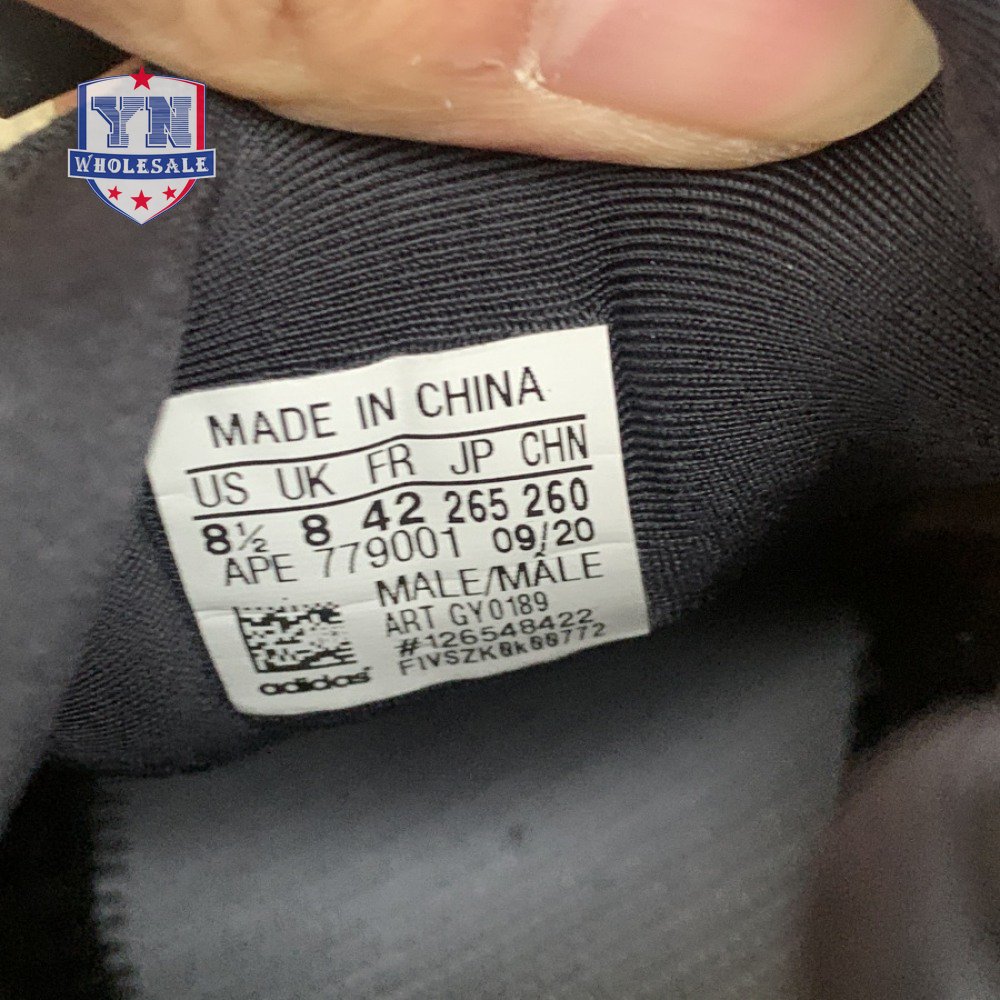 YN
WHOLESALE
MADE IN CHINA
US UK FR JP CHN
8½ 8 42 265 260
APE 779001 09/20
MALE/MÂLE
ART GY0189
#126548422
FIVSZK0k00772
adidas